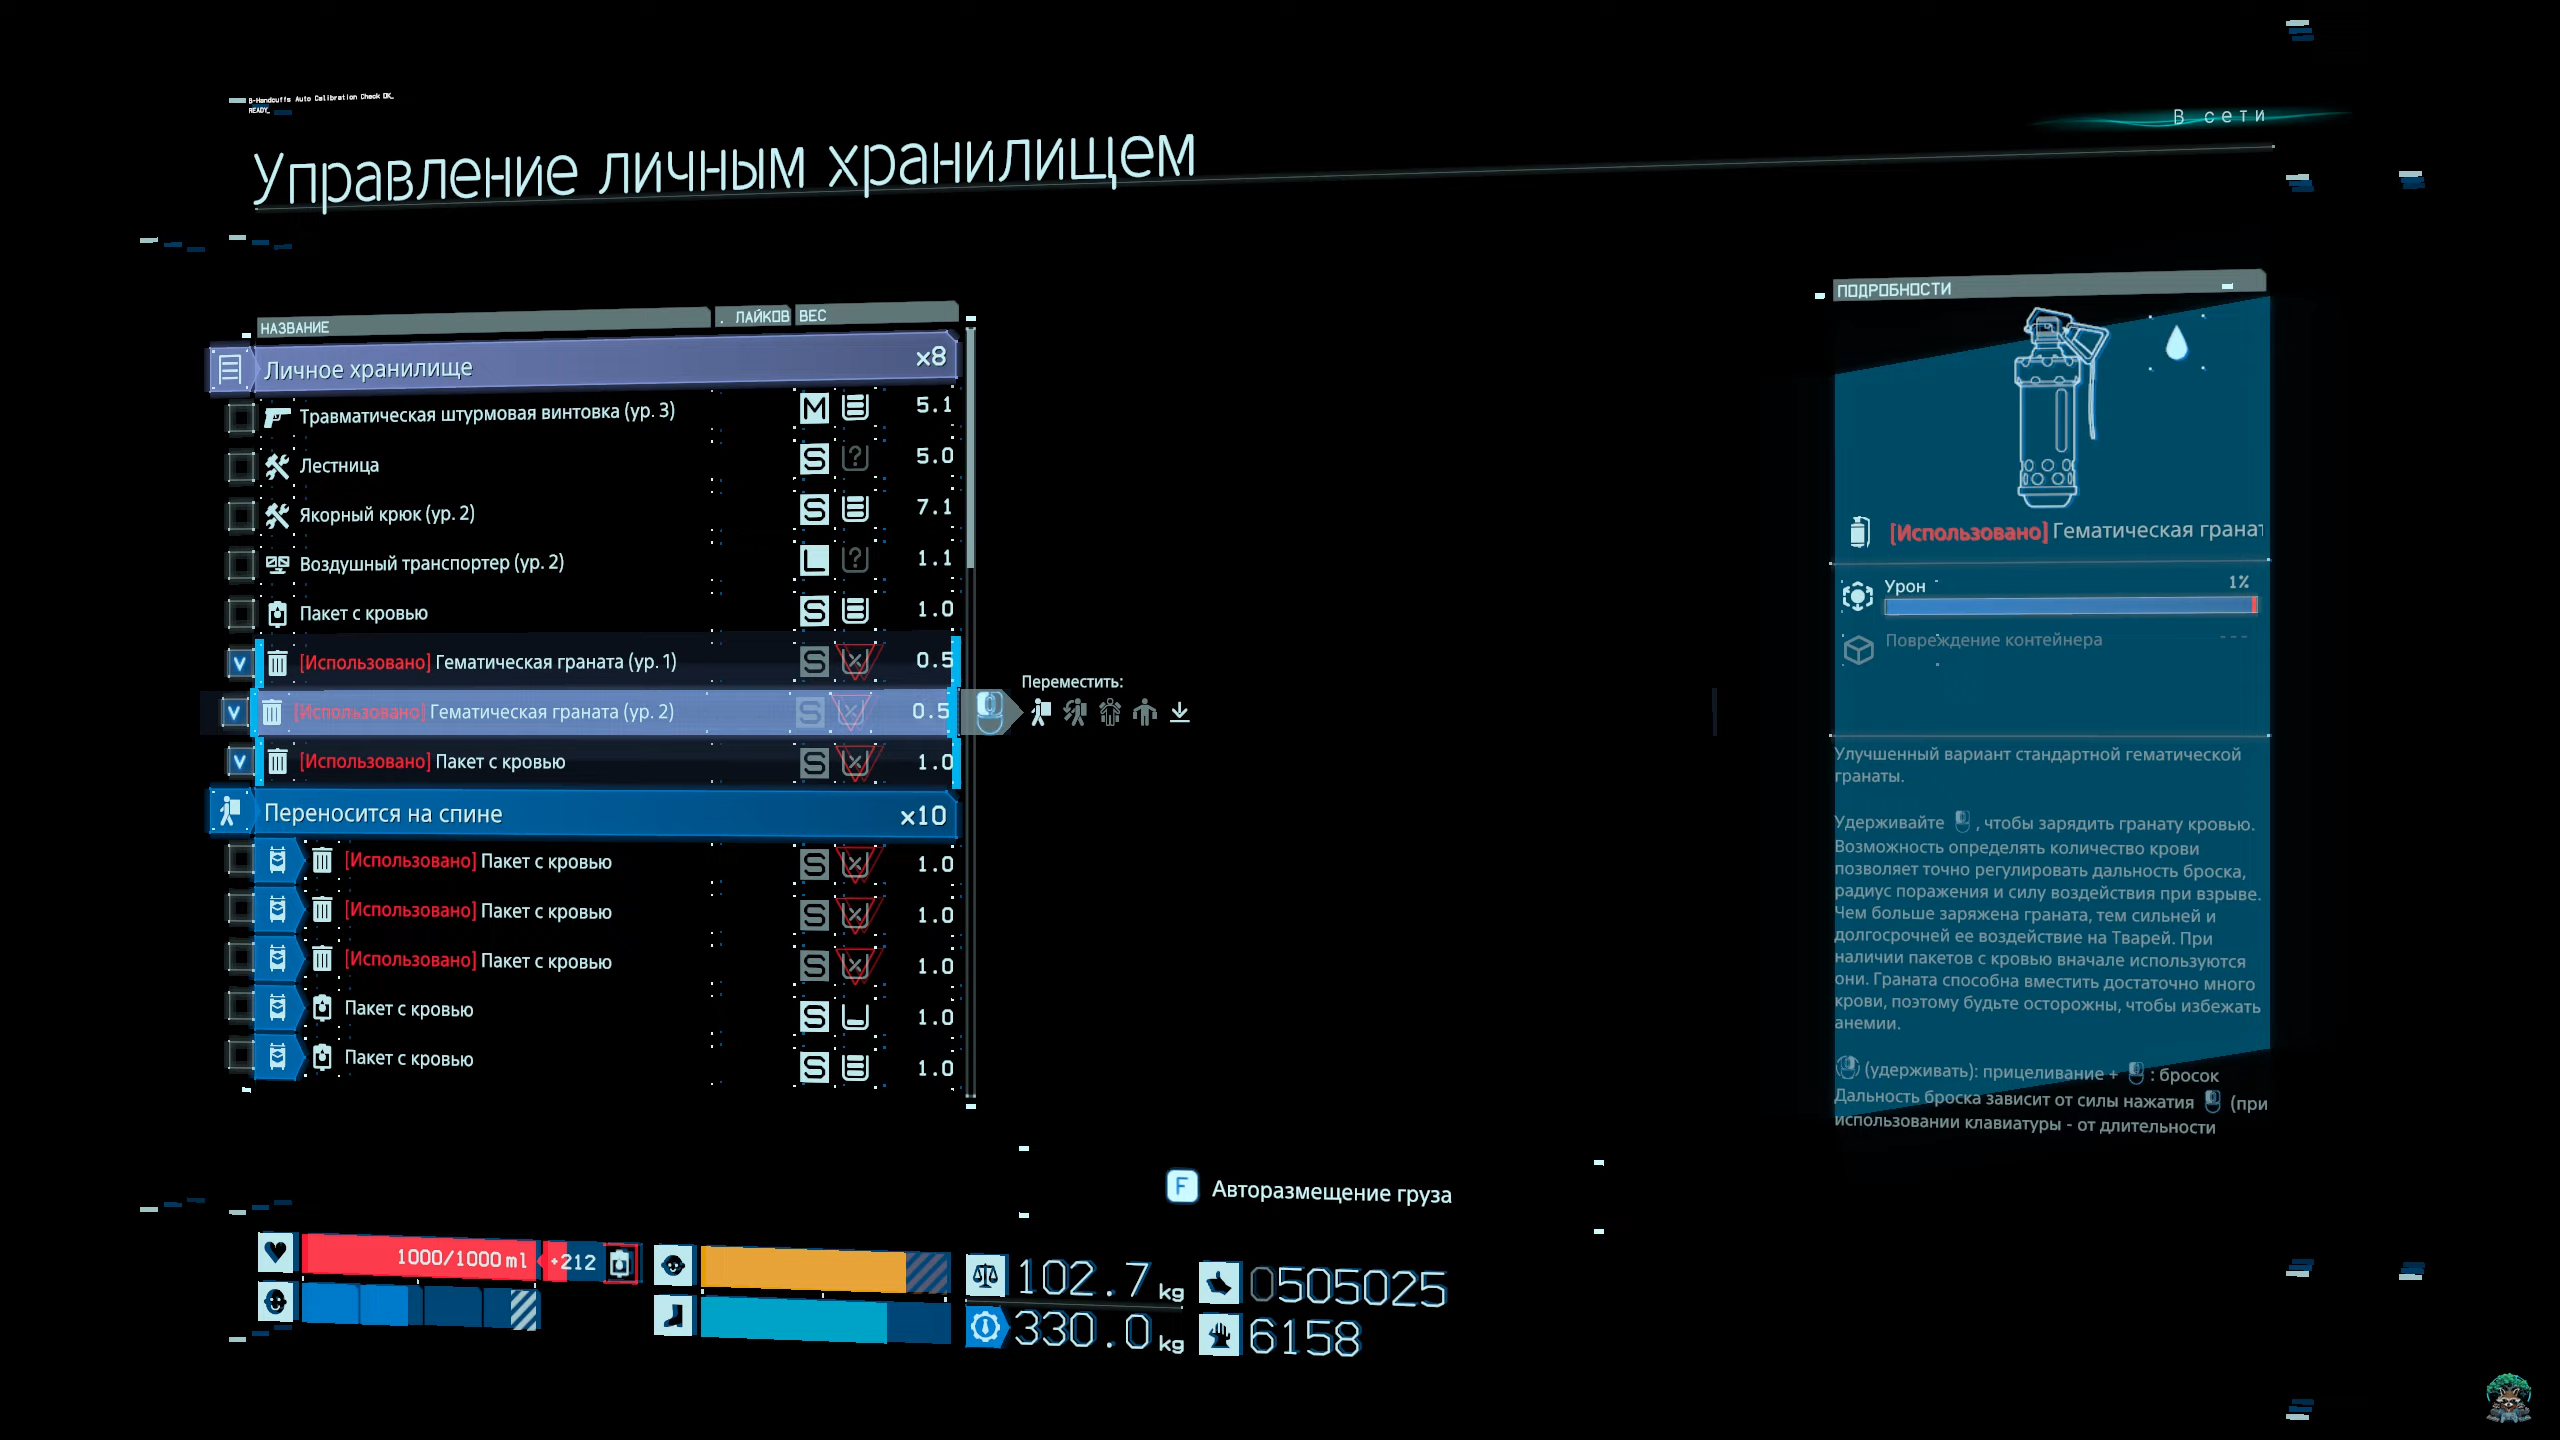 B-Handcuffs Auto Calibration Check OK_
READY_
В сети
Управление личным хранилищем
НАЗВАНИЕ
. ЛАЙКОВ
ВЕС
Личное хранилище
x8
Травматическая штурмовая винтовка (ур. 3)
M
5.1
Лестница
S
?
5.0
Якорный крюк (ур. 2)
S
7.1
Воздушный транспортер (ур. 2)
L
?
1.1
Пакет с кровью
S
1.0
[Использовано] Гематическая граната (ур. 1)
S
0.5
[Использовано] Гематическая граната (ур. 2)
S
0.5
Переместить:
[Использовано] Пакет с кровью
S
1.0
Переносится на спине
x10
[Использовано] Пакет с кровью
S
1.0
[Использовано] Пакет с кровью
S
1.0
[Использовано] Пакет с кровью
S
1.0
Пакет с кровью
S
1.0
Пакет с кровью
S
1.0
ПОДРОБНОСТИ
[Использовано] Гематическая гранат
Урон
1%
Повреждение контейнера
---
Улучшенный вариант стандартной гематической
гранаты.
Удерживайте , чтобы зарядить гранату кровью.
Возможность определять количество крови
позволяет точно регулировать дальность броска,
радиус поражения и силу воздействия при взрыве.
Чем больше заряжена граната, тем сильней и
долгосрочней ее воздействие на Тварей. При
наличии пакетов с кровью вначале используются
они. Граната способна вместить достаточно много
крови, поэтому будьте осторожны, чтобы избежать
анемии.
(удерживать): прицеливание + : бросок
Дальность броска зависит от силы нажатия (при
использовании клавиатуры - от длительности
F Авторазмещение груза
1000/1000 ml
+212
102.7 kg
330.0 kg
0505025
6158